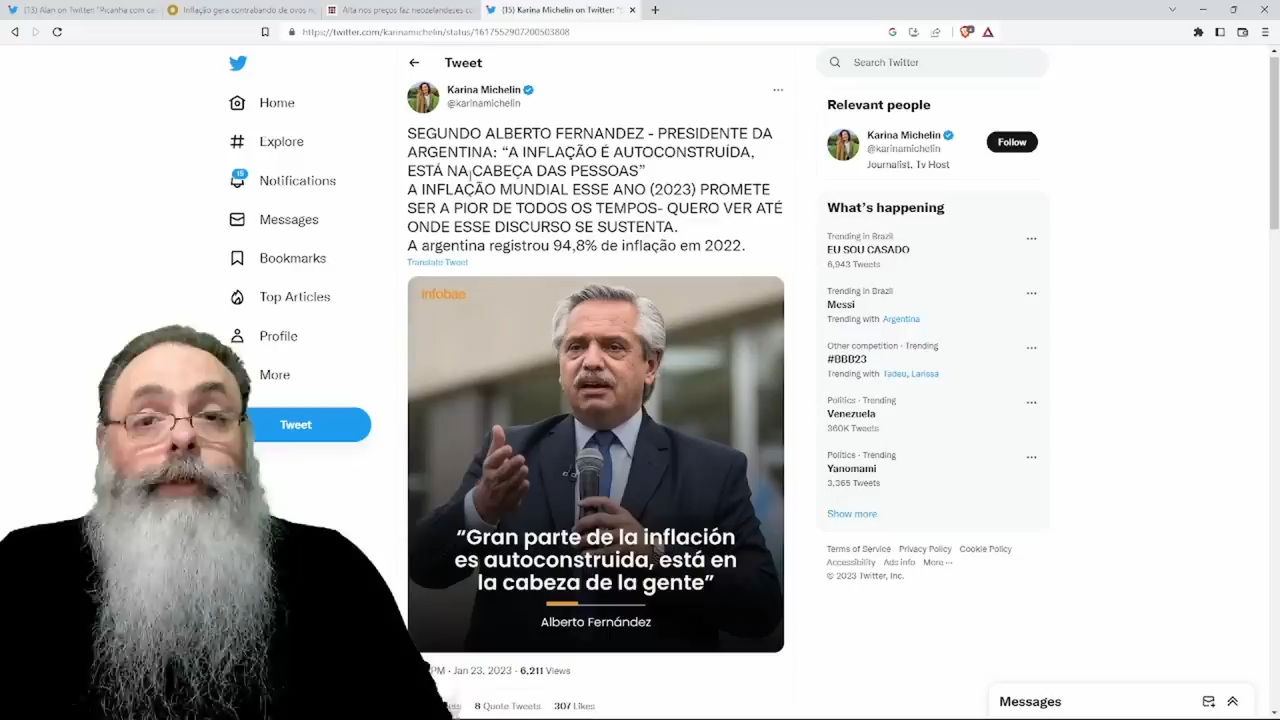 (13) Alan on Twitter: "Picanha com ca
Inflação gera contrabando de ovos n
Alta nos preços faz neozelandeses co
(15) Karina Michelin on Twitter: "
https://twitter.com/karinamichelin/status/1617552907200503808
Tweet
Search Twitter
Home
Explore
15
Notifications
Messages
Bookmarks
Top Articles
Profile
More
Tweet
Karina Michelin
@karinamichelin
SEGUNDO ALBERTO FERNANDEZ - PRESIDENTE DA
ARGENTINA: “A INFLAÇÃO É AUTOCONSTRUÍDA,
ESTÁ NA CABEÇA DAS PESSOAS”
A INFLAÇÃO MUNDIAL ESSE ANO (2023) PROMETE
SER A PIOR DE TODOS OS TEMPOS- QUERO VER ATÉ
ONDE ESSE DISCURSO SE SUSTENTA.
A argentina registrou 94,8% de inflação em 2022.
Translate Tweet
infobae
“Gran parte de la inflación
es autoconstruida, está en
la cabeza de la gente”
Alberto Fernández
PM · Jan 23, 2023 · 6,211 Views
8 Quote Tweets 307 Likes
Relevant people
Karina Michelin
@karinamichelin
Follow
Journalist, Tv Host
What’s happening
Trending in Brazil
EU SOU CASADO
6,943 Tweets
Trending in Brazil
Messi
Trending with Argentina
Other competition · Trending
#BBB23
Trending with Tadeu, Larissa
Politics · Trending
Venezuela
360K Tweets
Politics · Trending
Yanomami
3,365 Tweets
Show more
Terms of Service Privacy Policy Cookie Policy
Accessibility Ads info More ···
© 2023 Twitter, Inc.
Messages